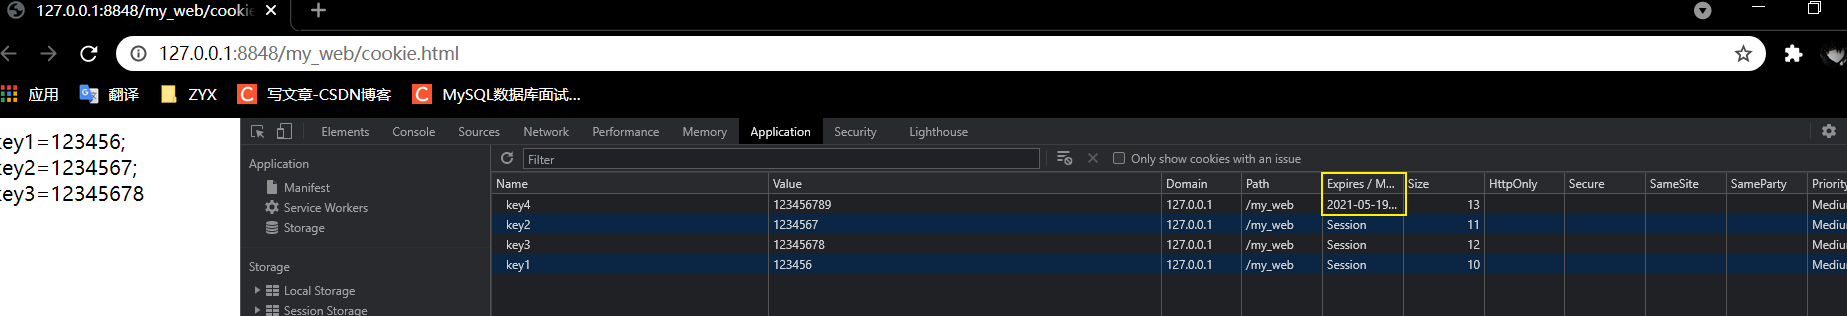 127.0.0.1:8848/my_web/cookie
127.0.0.1:8848/my_web/cookie.html
应用 翻译 ZYX 写文章-CSDN博客 MySQL数据库面试...
ey1=123456;
ey2=1234567;
ey3=12345678
Elements Console Sources Network Performance Memory Application Security Lighthouse
Application
Manifest
Service Workers
Storage
Storage
Local Storage
Session Storage
Filter Only show cookies with an issue
Name Value Domain Path Expires / M... Size HttpOnly Secure SameSite SameParty Priorit
key4 123456789 127.0.0.1 /my_web 2021-05-19... 13 Mediu
key2 1234567 127.0.0.1 /my_web Session 11 Mediu
key3 12345678 127.0.0.1 /my_web Session 12 Mediu
key1 123456 127.0.0.1 /my_web Session 10 Mediu